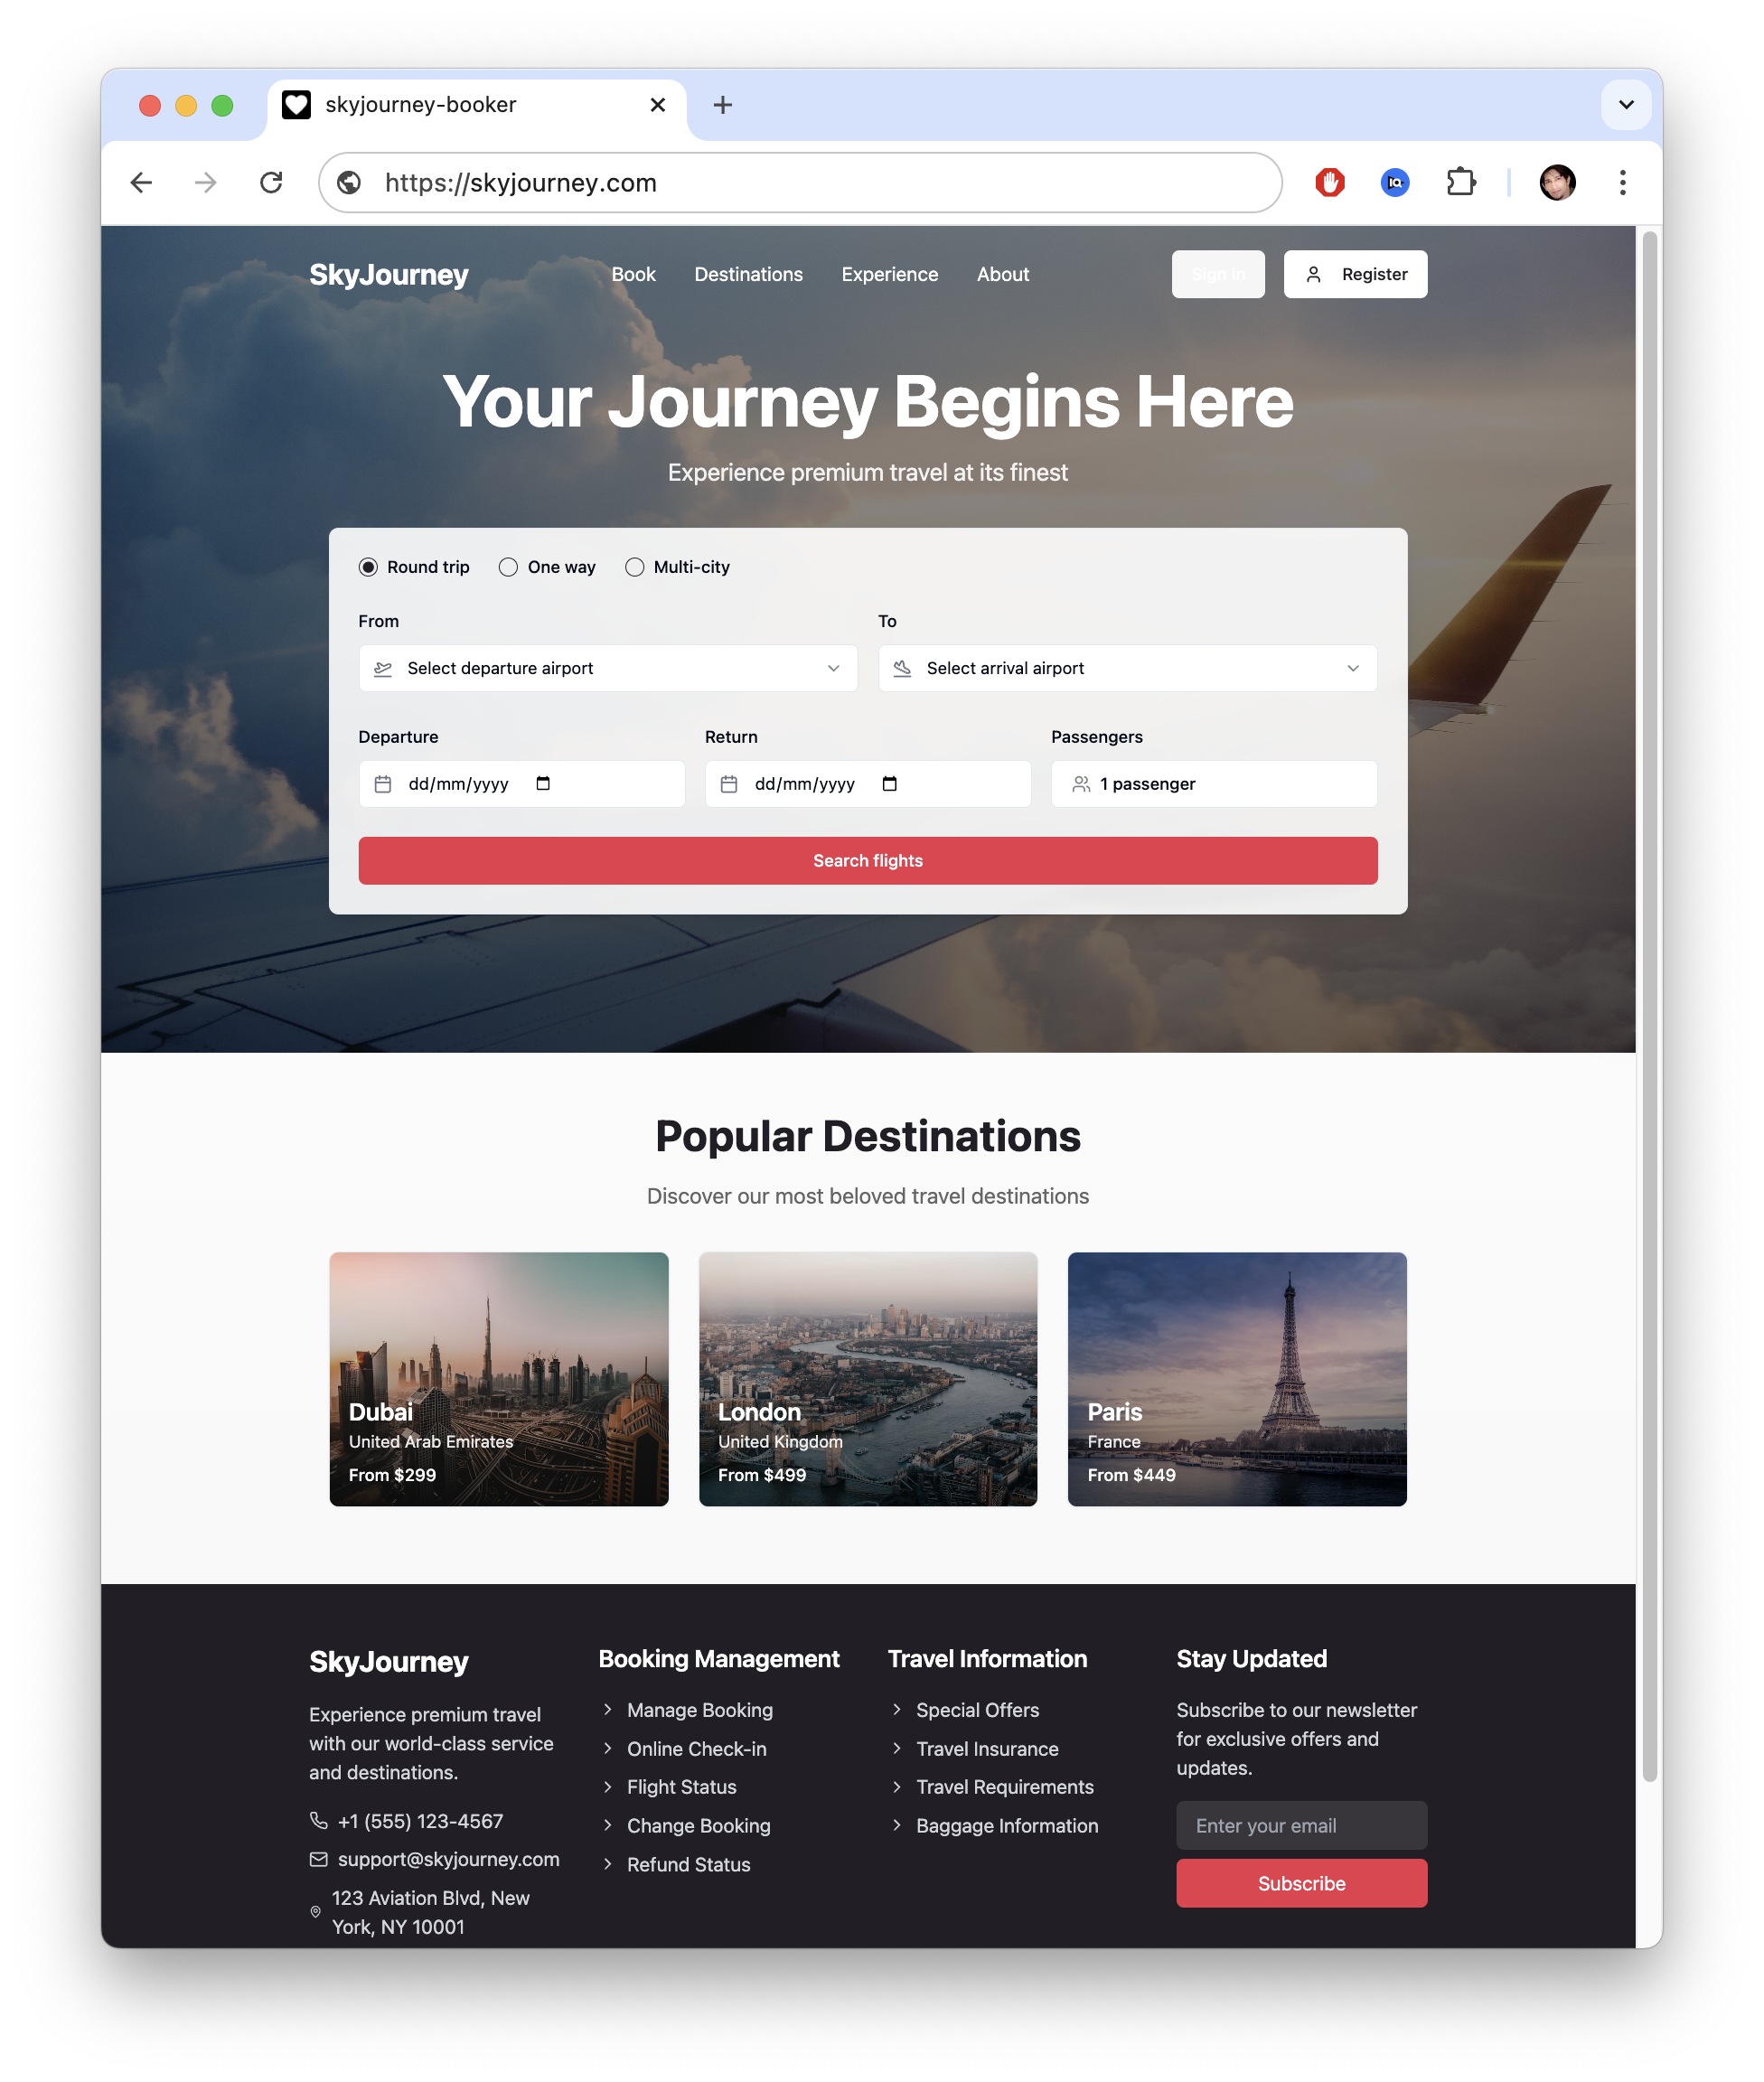 skyjourney-booker
https://skyjourney.com
SkyJourney
Book
Destinations
Experience
About
Sign In
Register
Your Journey Begins Here
Experience premium travel at its finest
Round trip
One way
Multi-city
From
To
Select departure airport
Select arrival airport
Departure
Return
Passengers
dd/mm/yyyy
dd/mm/yyyy
1 passenger
Search flights
Popular Destinations
Discover our most beloved travel destinations
Dubai
United Arab Emirates
From $299
London
United Kingdom
From $499
Paris
France
From $449
SkyJourney
Experience premium travel
with our world-class service
and destinations.
+1 (555) 123-4567
support@skyjourney.com
123 Aviation Blvd, New
York, NY 10001
Booking Management
Manage Booking
Online Check-in
Flight Status
Change Booking
Refund Status
Travel Information
Special Offers
Travel Insurance
Travel Requirements
Baggage Information
Stay Updated
Subscribe to our newsletter
for exclusive offers and
updates.
Enter your email
Subscribe